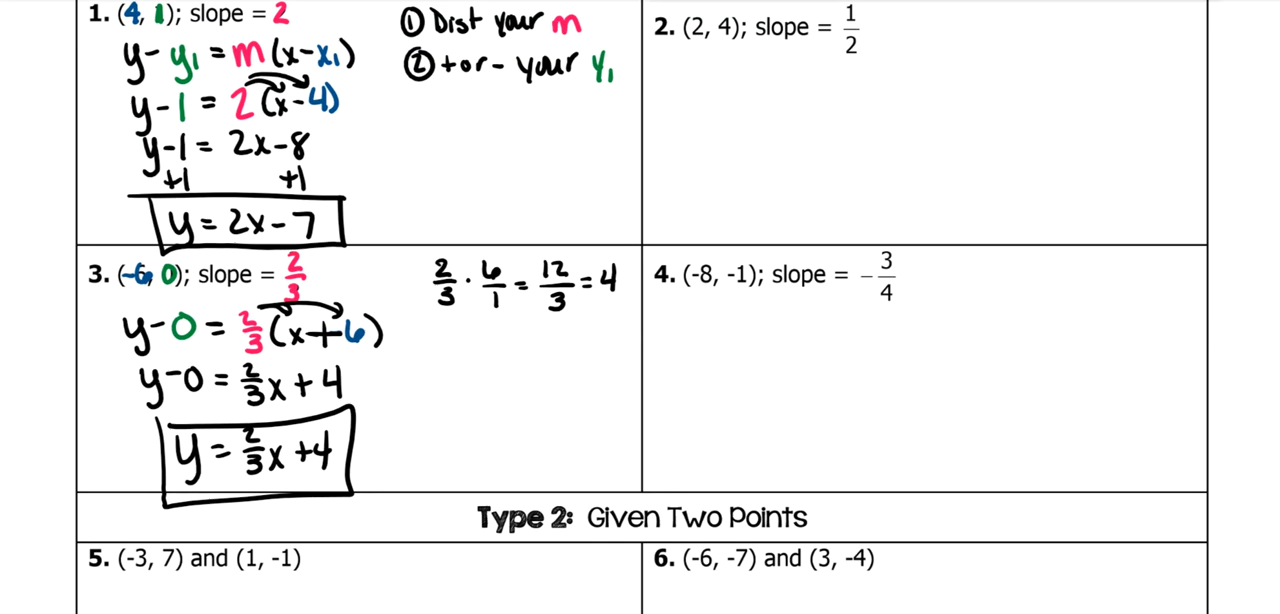 1. (4, 1); slope = 2
y - y₁ = m(x - x₁)
y - 1 = 2(x - 4)
y - 1 = 2x - 8
+1 +1
y = 2x - 7
① Dist your m
② + or - your y₁
2. (2, 4); slope = 1/2
3. (-6, 0); slope = 2/3
y - 0 = 2/3(x + 6)
y - 0 = 2/3x + 4
y = 2/3x + 4
2/3 · 6/1 = 12/3 = 4
4. (-8, -1); slope = -3/4
Type 2: Given Two Points
5. (-3, 7) and (1, -1)
6. (-6, -7) and (3, -4)